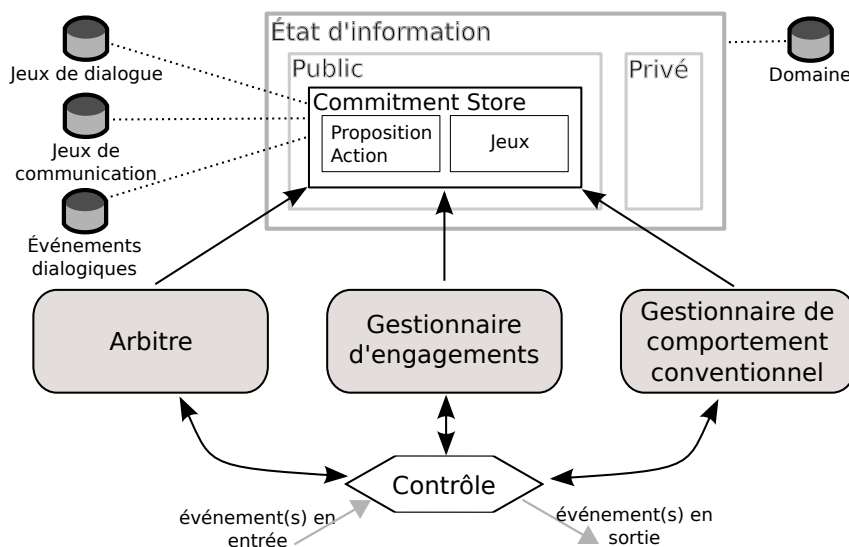 État d'information
Jeux de dialogue
Public
Privé
Domaine
Commitment Store
Proposition
Action
Jeux
Jeux de
communication
Événements
dialogiques
Arbitre
Gestionnaire
d'engagements
Gestionnaire de
comportement
conventionnel
Contrôle
événement(s) en
entrée
événement(s) en
sortie